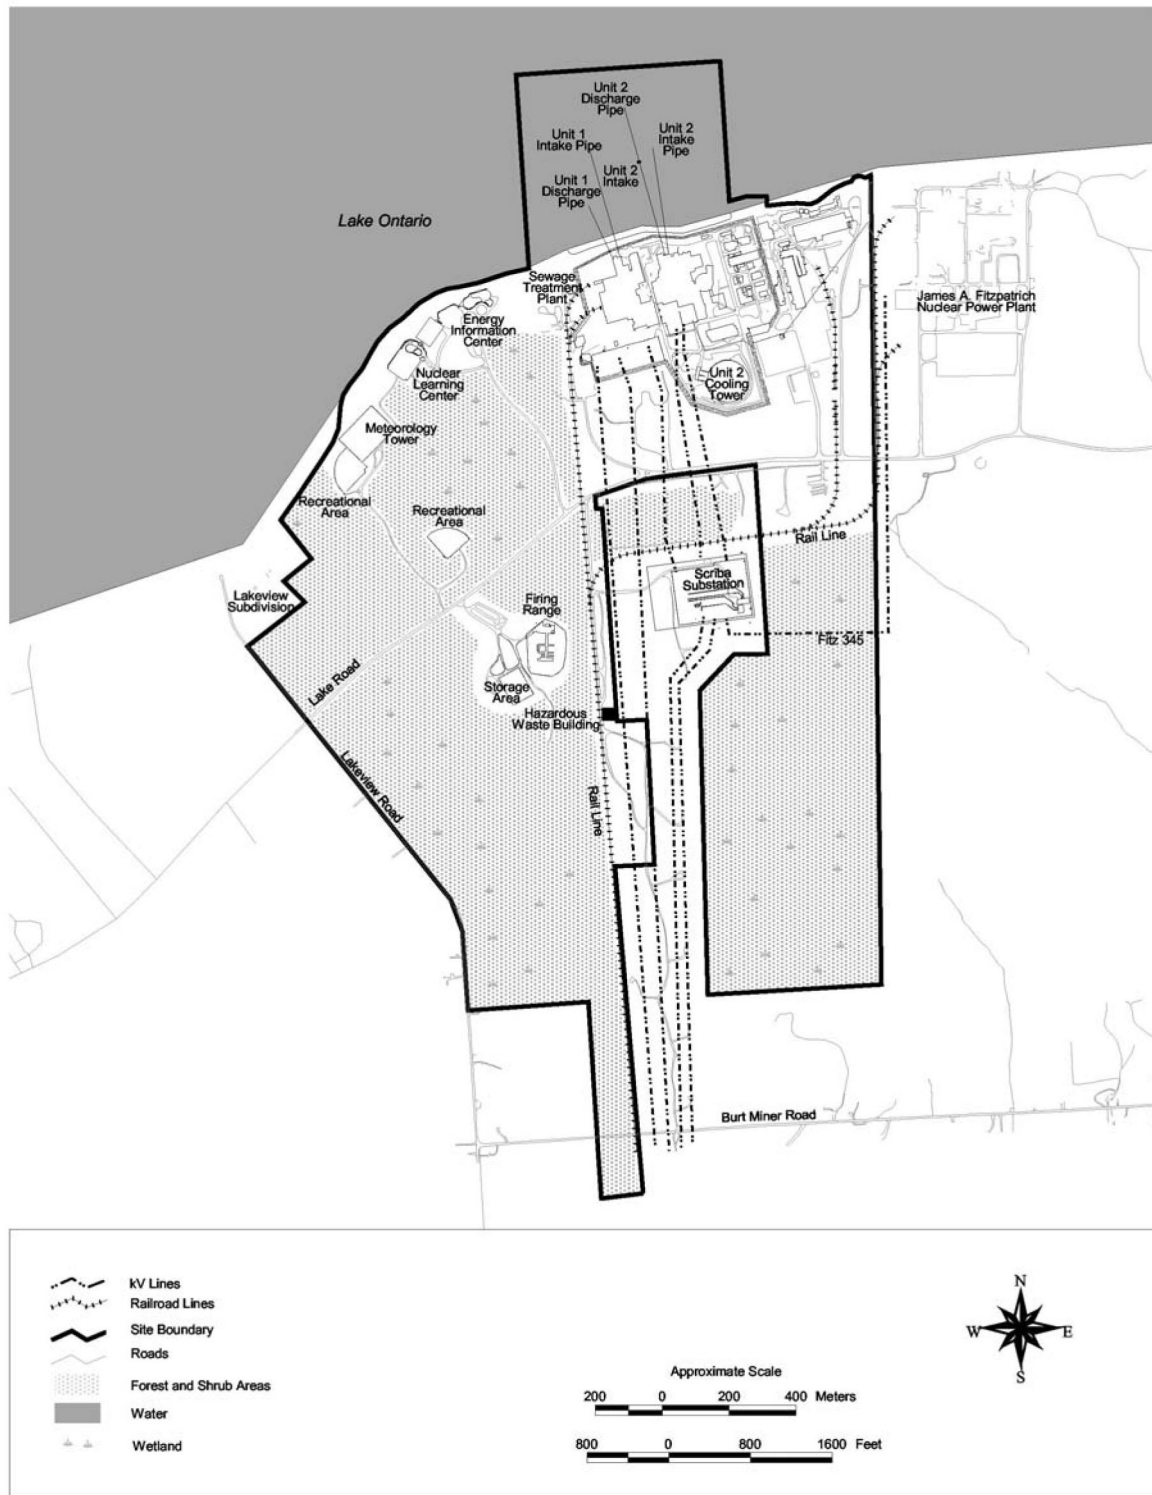 Unit 2
Discharge
Pipe
Unit 1
Intake Pipe
Unit 2
Intake
Pipe
Unit 2
Intake
Unit 1
Discharge
Pipe
Lake Ontario
Sewage
Treatment
Plant
James A. Fitzpatrich
Nuclear Power Plant
Energy
Information
Center
Nuclear
Learning
Center
Unit 2
Cooling
Tower
Meteorology
Tower
Recreational
Area
Recreational
Area
Rail Line
Scriba
Substation
Lakeview
Subdivision
Firing
Range
Fitz 345
Lake Road
Storage
Area
Hazardous
Waste Building
Lakeview Road
Rail Line
Burt Miner Road
kV Lines
Railroad Lines
Site Boundary
Roads
Forest and Shrub Areas
Water
Wetland
Approximate Scale
200 0 200 400 Meters
800 0 800 1600 Feet
N
W E
S